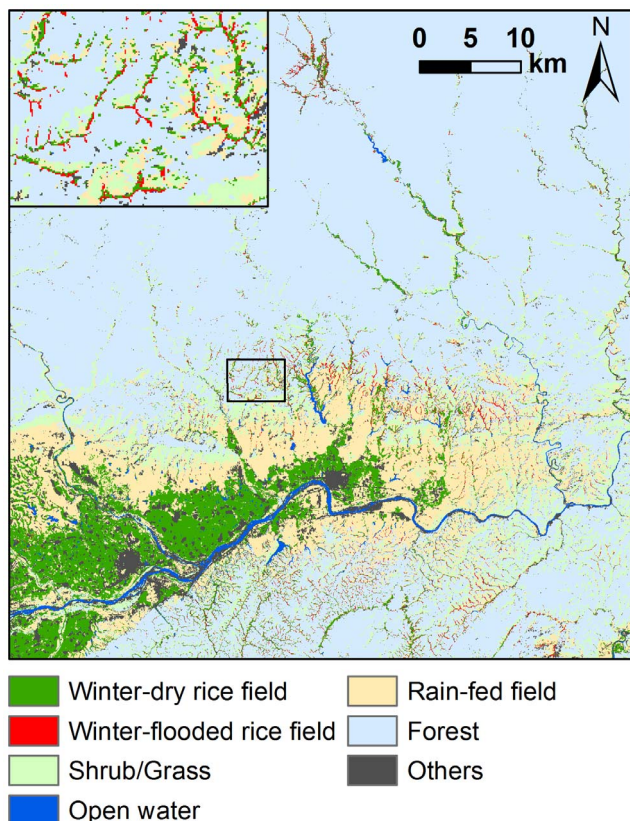 N
0 5 10
km
Winter-dry rice field
Rain-fed field
Winter-flooded rice field
Forest
Shrub/Grass
Others
Open water